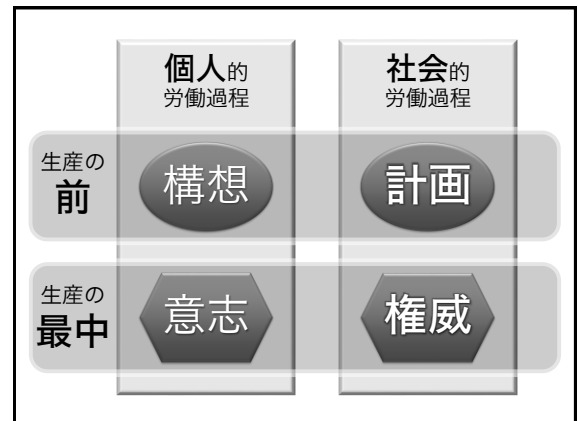 個人的
労働過程
社会的
労働過程
生産の
前
構想
計画
生産の
最中
意志
権威